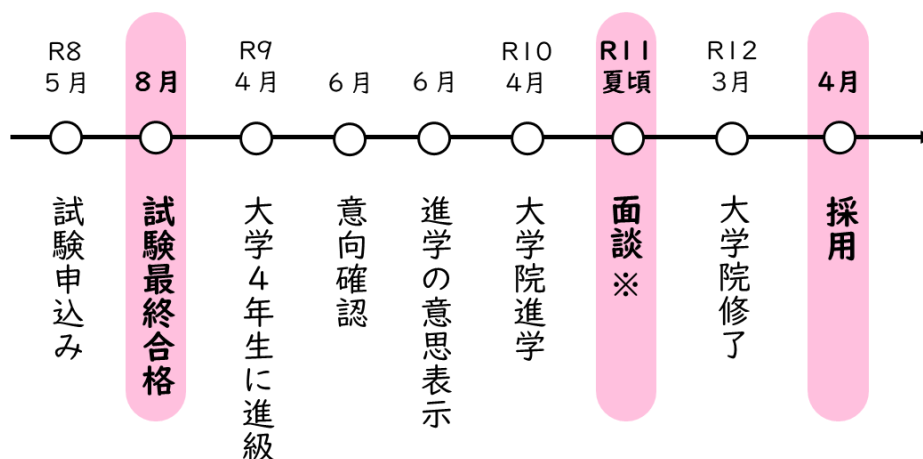 R8
5月
試験申込み
8月
試験最終合格
R9
4月
大学4年生に進級
6月
意向確認
6月
進学の意思表示
R10
4月
大学院進学
R11
夏頃
面談※
R12
3月
大学院修了
4月
採用